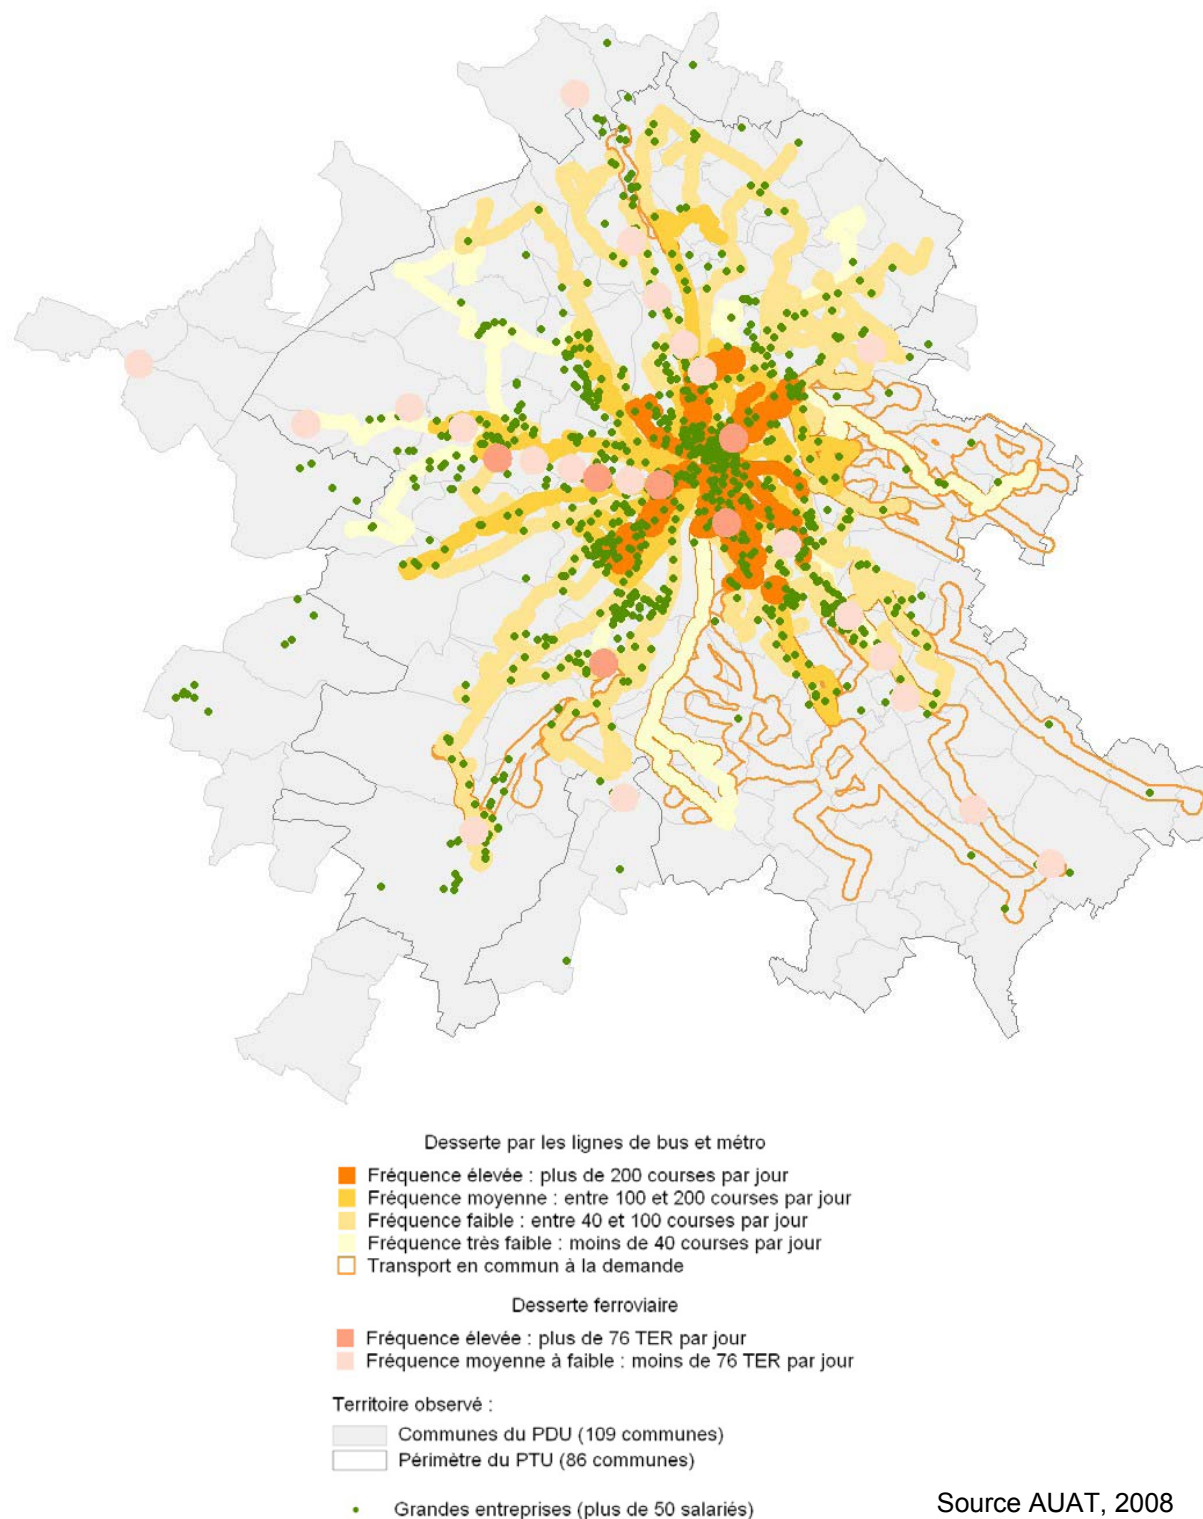 Desserte par les lignes de bus et métro
Fréquence élevée : plus de 200 courses par jour
Fréquence moyenne : entre 100 et 200 courses par jour
Fréquence faible : entre 40 et 100 courses par jour
Fréquence très faible : moins de 40 courses par jour
Transport en commun à la demande
Desserte ferroviaire
Fréquence élevée : plus de 76 TER par jour
Fréquence moyenne à faible : moins de 76 TER par jour
Territoire observé :
Communes du PDU (109 communes)
Périmètre du PTU (86 communes)
Grandes entreprises (plus de 50 salariés)
Source AUAT, 2008